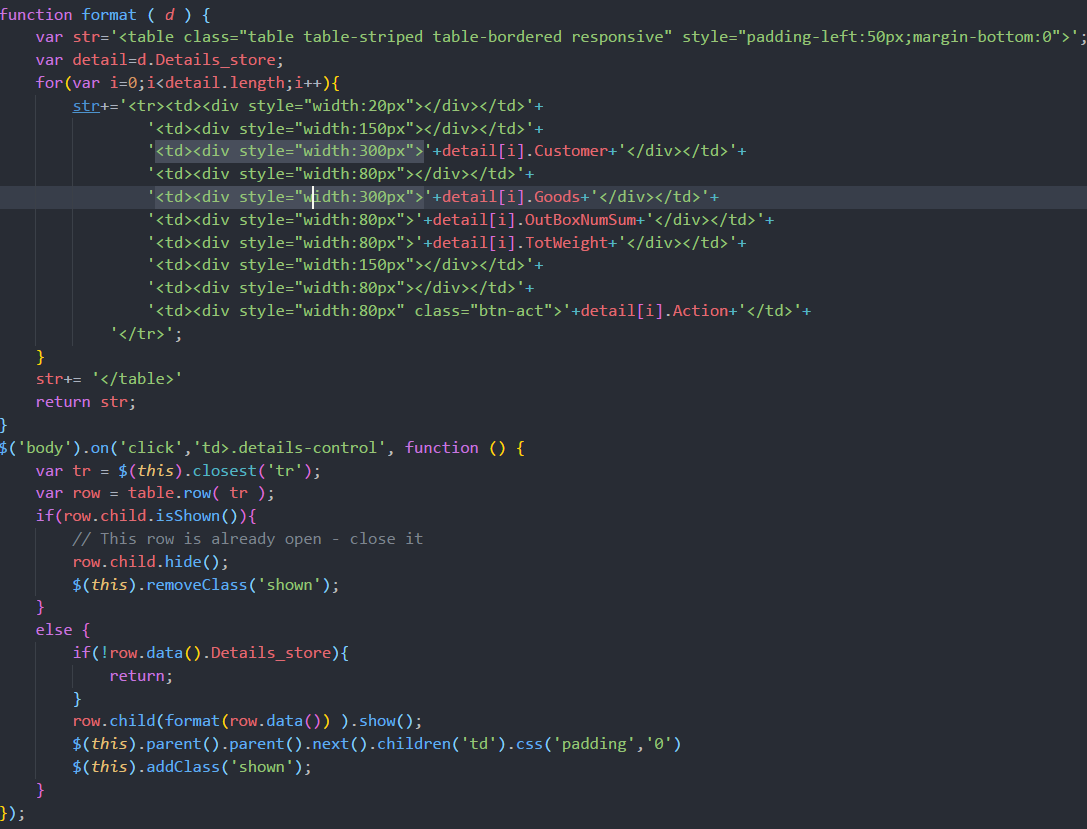 function format ( d ) {
    var str='<table class="table table-striped table-bordered responsive" style="padding-left:50px;margin-bottom:0">';
    var detail=d.Details_store;
    for(var i=0;i<detail.length;i++){
        str+='<tr><td><div style="width:20px"></div></td>'+
                '<td><div style="width:150px"></div></td>'+
                '<td><div style="width:300px">'+detail[i].Customer+'</div></td>'+
                '<td><div style="width:80px"></div></td>'+
                '<td><div style="width:300px">'+detail[i].Goods+'</div></td>'+
                '<td><div style="width:80px">'+detail[i].OutBoxNumSum+'</div></td>'+
                '<td><div style="width:80px">'+detail[i].TotWeight+'</div></td>'+
                '<td><div style="width:150px"></div></td>'+
                '<td><div style="width:80px"></div></td>'+
                '<td><div style="width:80px" class="btn-act">'+detail[i].Action+'</td>'+
            '</tr>';
    }
    str+= '</table>'
    return str;
}
$('body').on('click','td>.details-control', function () {
    var tr = $(this).closest('tr');
    var row = table.row( tr );
    if(row.child.isShown()){
        // This row is already open - close it
        row.child.hide();
        $(this).removeClass('shown');
    }
    else {
        if(!row.data().Details_store){
            return;
        }
        row.child(format(row.data()) ).show();
        $(this).parent().parent().next().children('td').css('padding','0')
        $(this).addClass('shown');
    }
});